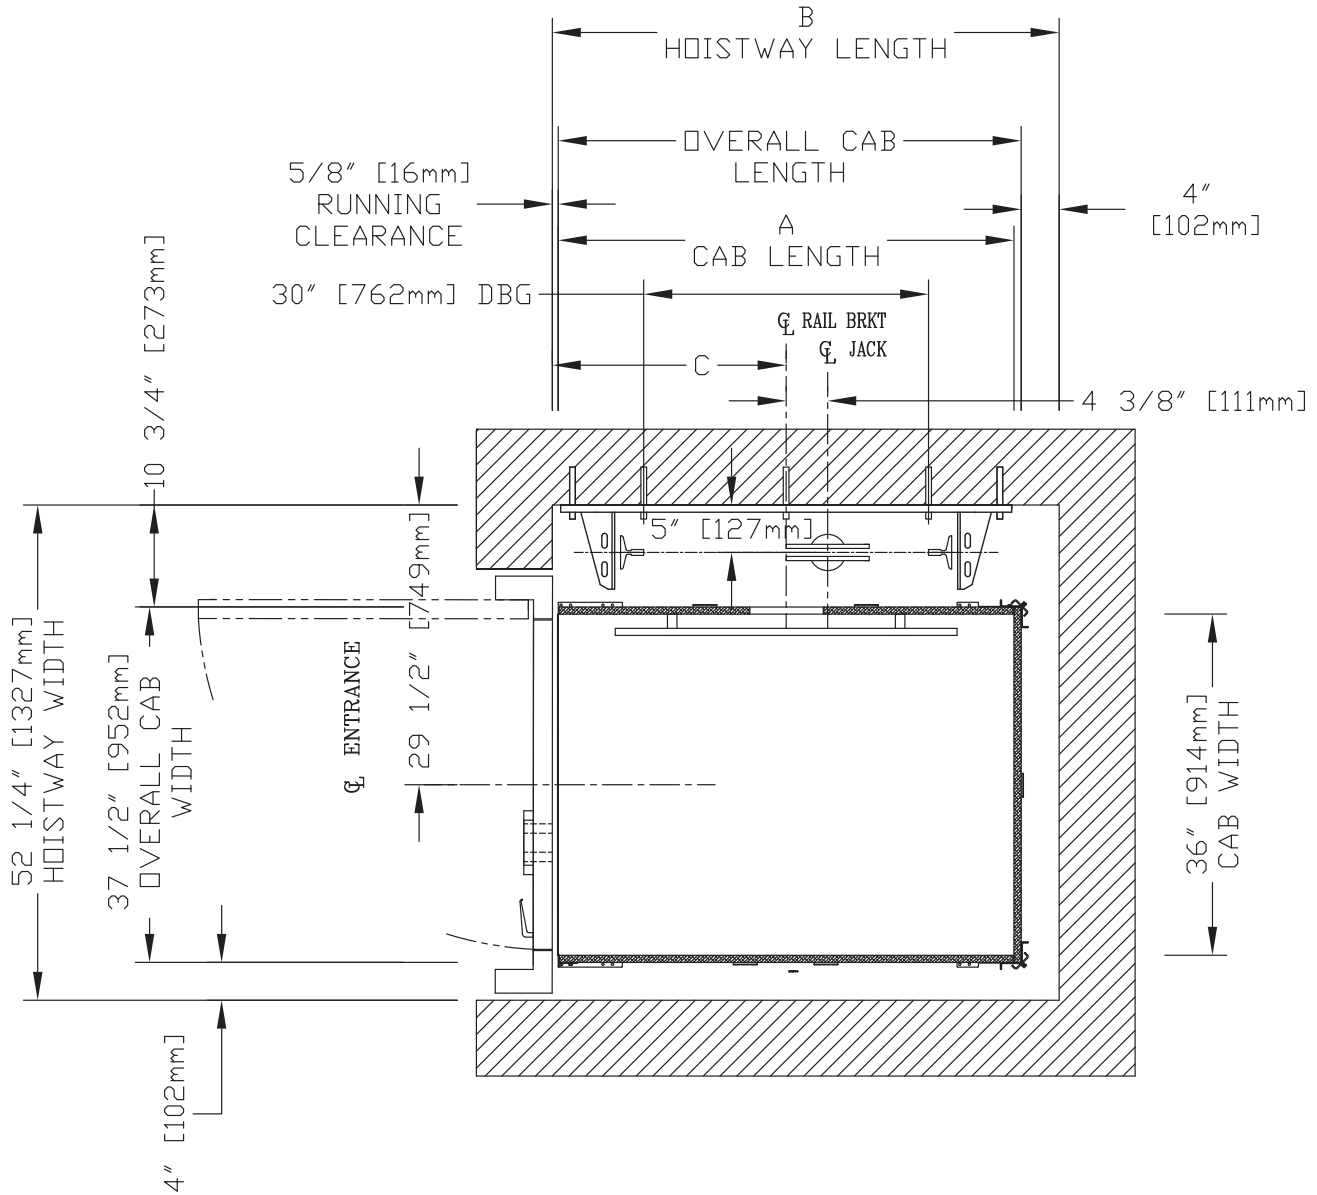 B
HOISTWAY LENGTH
OVERALL CAB
LENGTH
5/8" [16mm]
RUNNING
CLEARANCE
4"
[102mm]
A
CAB LENGTH
30" [762mm] DBG
℄ RAIL BRKT
℄ JACK
C
4 3/8" [111mm]
10 3/4" [273mm]
5" [127mm]
29 1/2" [749mm]
℄ ENTRANCE
52 1/4" [1327mm]
HOISTWAY WIDTH
37 1/2" [952mm]
OVERALL CAB
WIDTH
36" [914mm]
CAB WIDTH
4" [102mm]